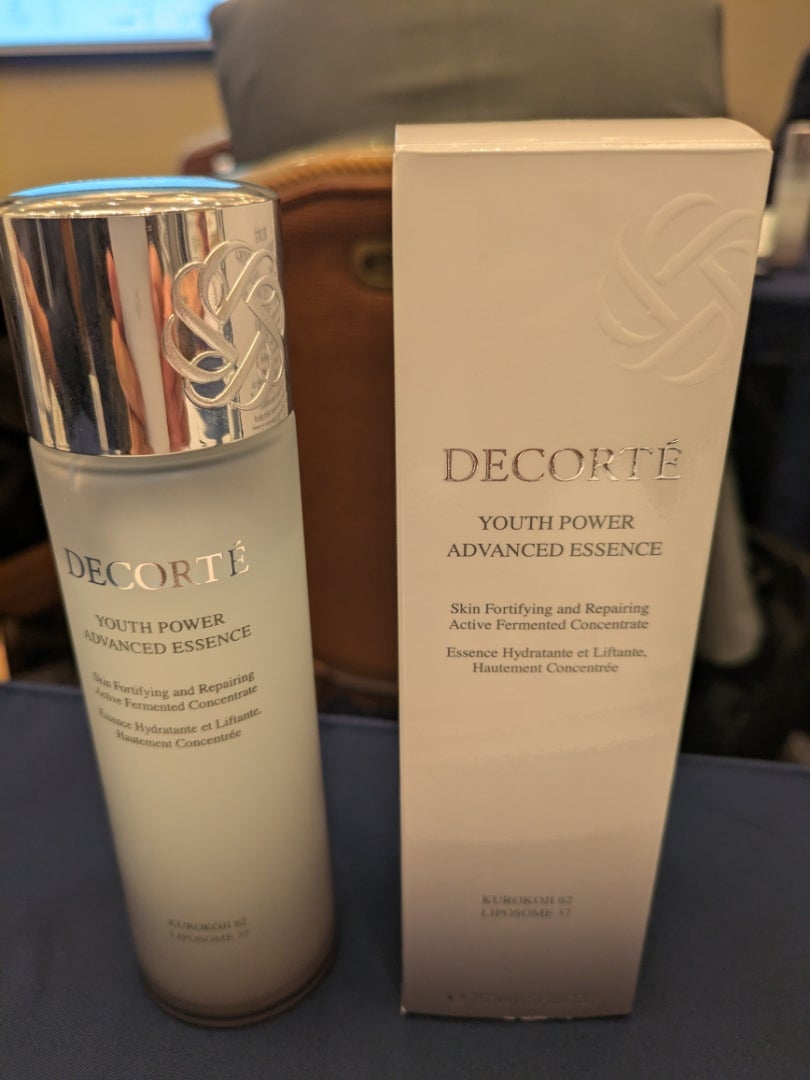 DECORTÉ
YOUTH POWER
ADVANCED ESSENCE
Skin Fortifying and Repairing
Active Fermented Concentrate
Essence Hydratante et Liftante,
Hautement Concentrée
KUROKOJI 62
LIPOSOME 37
DECORTÉ
YOUTH POWER
ADVANCED ESSENCE
Skin Fortifying and Repairing
Active Fermented Concentrate
Essence Hydratante et Liftante,
Hautement Concentrée
KUROKOJI 62
LIPOSOME 37